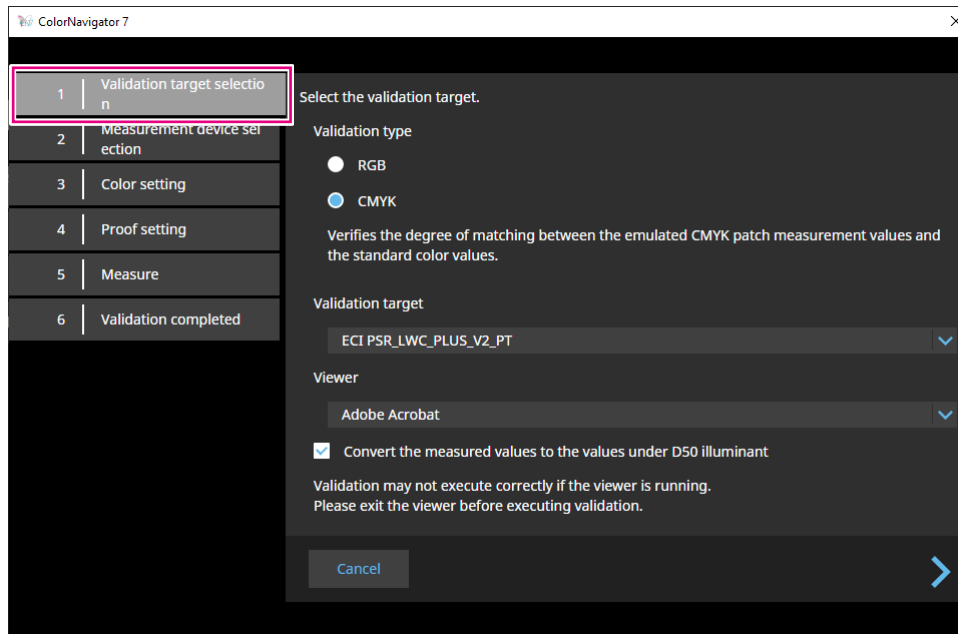 ColorNavigator 7
1 Validation target selectio
n
2 Measurement device sel
ection
3 Color setting
4 Proof setting
5 Measure
6 Validation completed
Select the validation target.
Validation type
RGB
CMYK
Verifies the degree of matching between the emulated CMYK patch measurement values and
the standard color values.
Validation target
ECI PSR_LWC_PLUS_V2_PT
Viewer
Adobe Acrobat
Convert the measured values to the values under D50 illuminant
Validation may not execute correctly if the viewer is running.
Please exit the viewer before executing validation.
Cancel